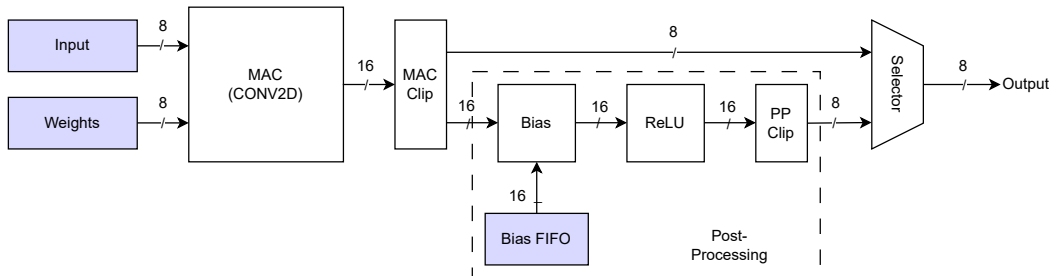 Input
8
Weights
8
MAC
(CONV2D)
16
MAC
Clip
8
16
Bias
16
ReLU
16
PP
Clip
8
Selector
8
Output
16
Bias FIFO
Post-
Processing